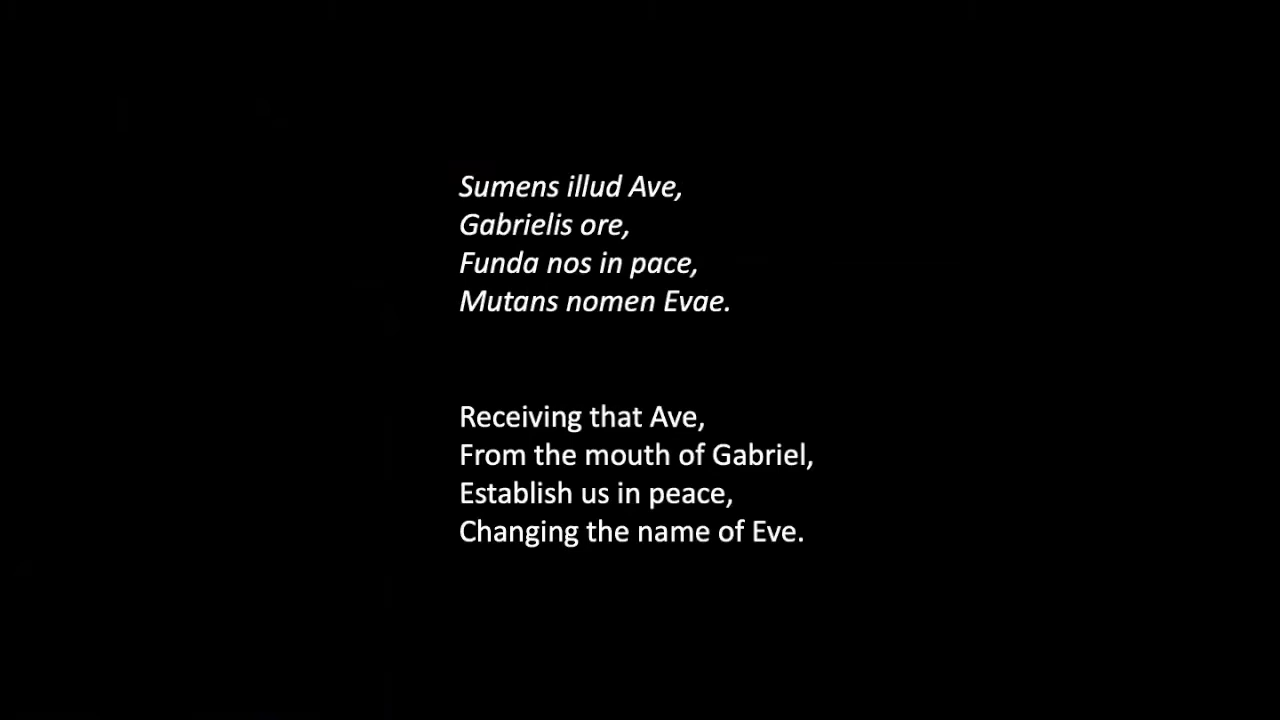 Sumens illud Ave,
Gabrielis ore,
Funda nos in pace,
Mutans nomen Evae.
Receiving that Ave,
From the mouth of Gabriel,
Establish us in peace,
Changing the name of Eve.